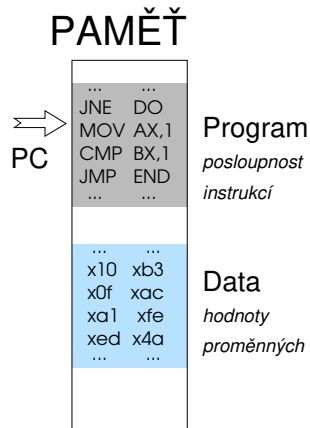 PAMĚŤ
... ...
JNE DO
MOV AX,1
CMP BX,1
JMP END
... ...
PC
Program
posloupnost
instrukcí
... ...
x10 xb3
x0f xac
xa1 xfe
xed x4a
... ...
Data
hodnoty
proměnných